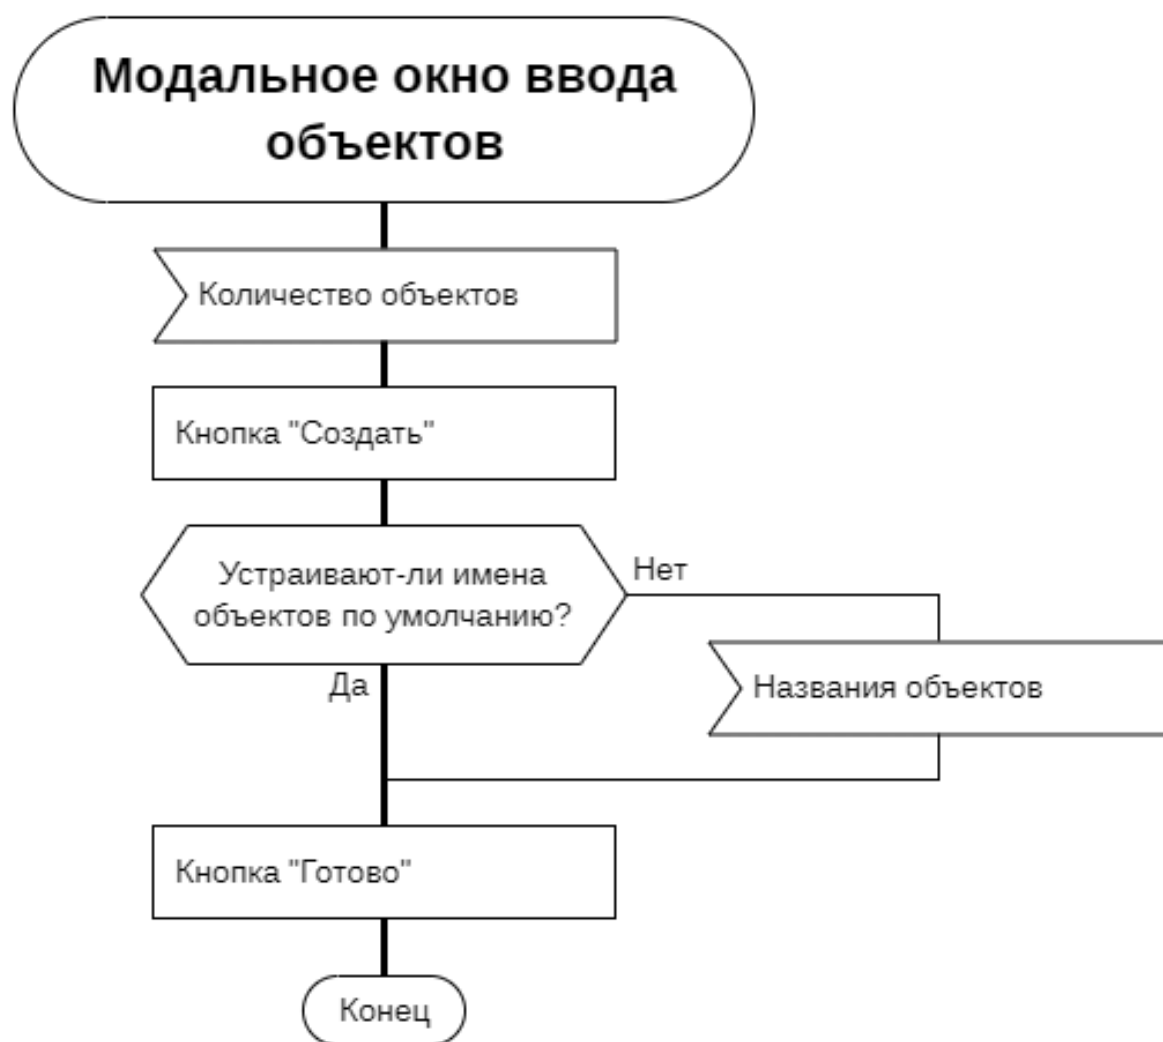 Модальное окно ввода
объектов
Количество объектов
Кнопка "Создать"
Устраивают-ли имена
объектов по умолчанию?
Нет
Да
Названия объектов
Кнопка "Готово"
Конец